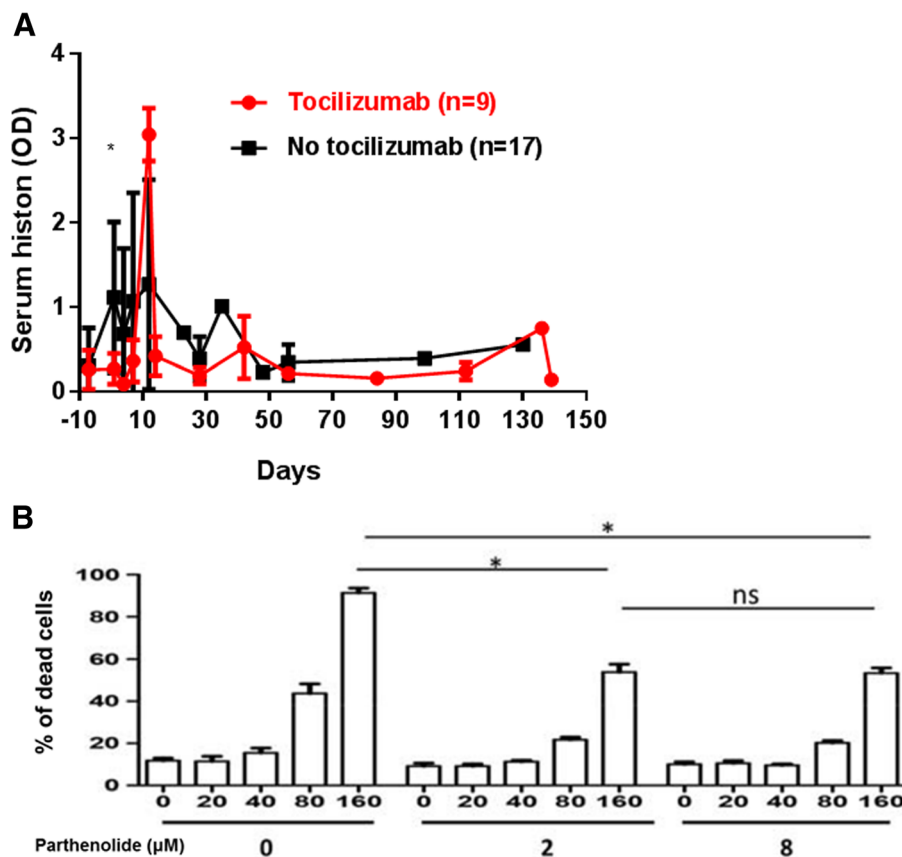 A
Serum histon (OD)
4
3
2
1
0
*
Tocilizumab (n=9)
No tocilizumab (n=17)
-10 10 30 50 70 90 110 130 150
Days
B
% of dead cells
100
80
60
40
20
0
*
*
ns
0 20 40 80 160 0 20 40 80 160 0 20 40 80 160
Parthenolide (µM) 0 2 8